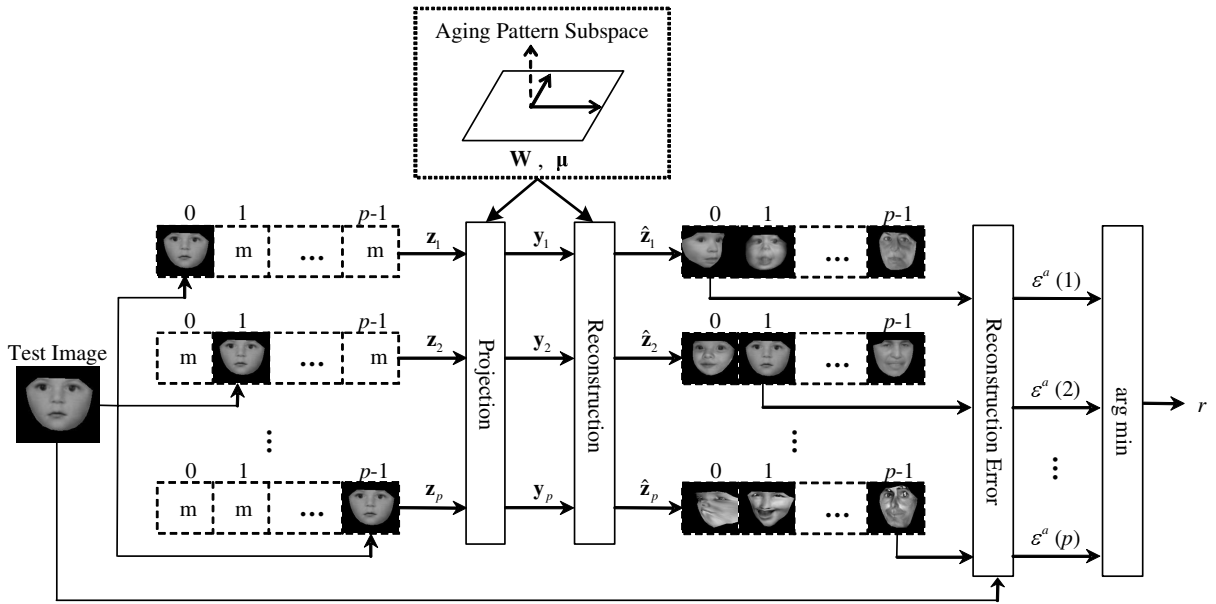 Aging Pattern Subspace
W , μ
0 1 p-1
m ... m
z₁ y₁ ẑ₁
0 1 ... p-1
εᵃ (1)
Test Image
0 1 p-1
m ... m
z₂ y₂ ẑ₂
0 1 ... p-1
εᵃ (2)
Projection
Reconstruction
Reconstruction Error
arg min
r
...
...
...
0 1 p-1
m m ...
zₚ yₚ ẑₚ
0 1 ... p-1
εᵃ (p)